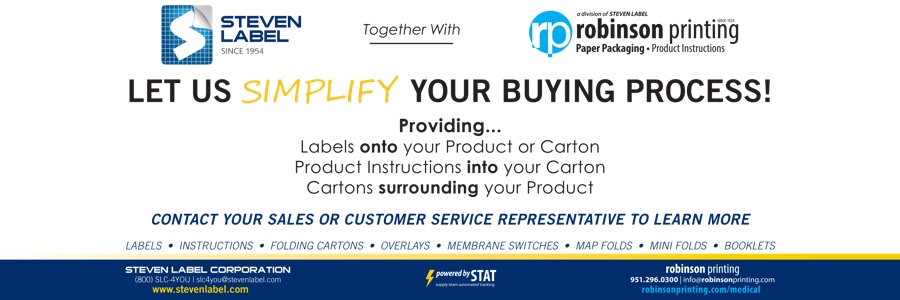 STEVEN
LABEL
SINCE 1954
Together With
a division of STEVEN LABEL
rp robinson printing
since 1954
Paper Packaging • Product Instructions
LET US SIMPLIFY YOUR BUYING PROCESS!
Providing...
Labels onto your Product or Carton
Product Instructions into your Carton
Cartons surrounding your Product
CONTACT YOUR SALES OR CUSTOMER SERVICE REPRESENTATIVE TO LEARN MORE
LABELS • INSTRUCTIONS • FOLDING CARTONS • OVERLAYS • MEMBRANE SWITCHES • MAP FOLDS • MINI FOLDS • BOOKLETS
STEVEN LABEL CORPORATION
(800) SLC-4YOU | slc4you@stevenlabel.com
www.stevenlabel.com
powered by STAT
supply team automated tracking
robinson printing
951.296.0300 | info@robinsonprinting.com
robinsonprinting.com/medical